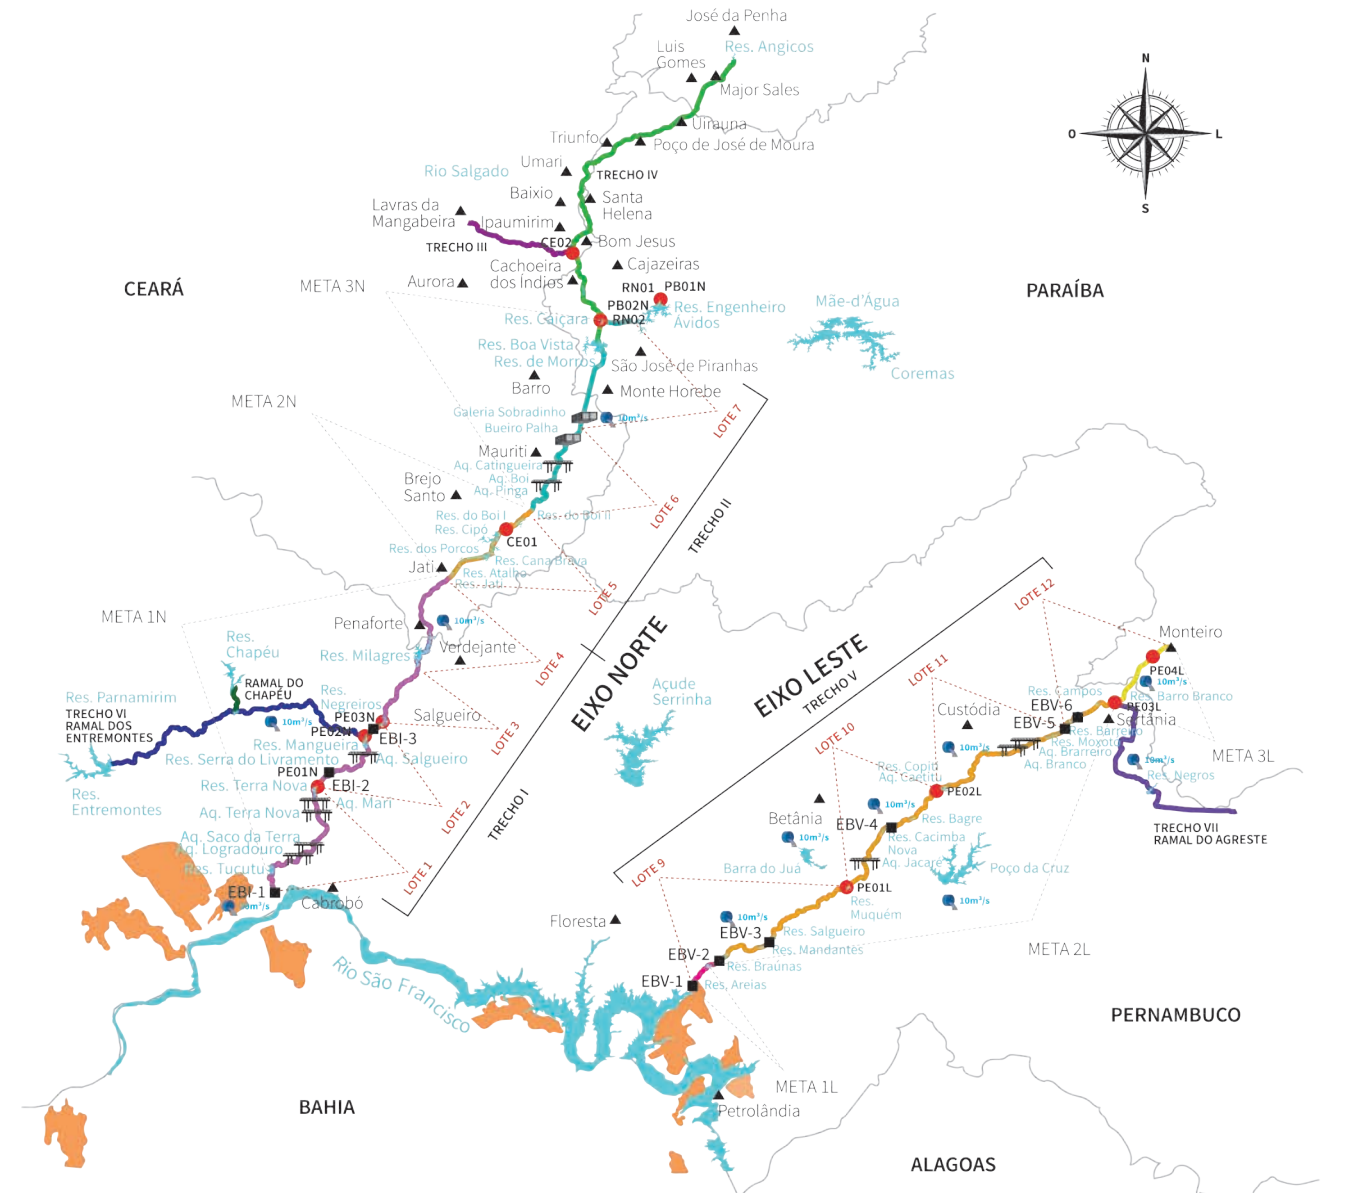 José da Penha
Res. Angicos
Luis
Gomes
Major Sales
N
O
L
S
Uirauna
Triunfo
Poço de José de Moura
Umari
TRECHO IV
Rio Salgado
Baixio
Santa
Helena
Lavras da
Mangabeira
Ipaumirim
TRECHO III
CE02
Bom Jesus
Cachoeira
dos Índios
Cajazeiras
Aurora
META 3N
CEARÁ
PARAÍBA
RN01
PB01N
PB02N
RN02
Res. Engenheiro
Ávidos
Res. Caiçara
Mãe-d'Água
Coremas
Res. Boa Vista
Res. de Morros
São José de Piranhas
Barro
Monte Horebe
META 2N
Galeria Sobradinho
10m³/s
Bueiro Palha
LOTE 7
Mauriti
Aq. Catingueira
Aq. Boi
Aq. Pinga
Brejo
Santo
LOTE 6
Res. do Boi I
Res. do Boi II
Res. Cipó
CE01
TRECHO II
Res. dos Porcos
Res. Cana Brava
Jati
Res. Atalho
Res. Jati
LOTE 5
META 1N
Penaforte
10m³/s
Verdejante
Res. Milagres
LOTE 4
EIXO NORTE
Res.
Chapéu
RAMAL DO
CHAPÉU
Res. Parnamirim
TRECHO VI
RAMAL DOS
ENTREMONTES
Res.
Negreiros
PE03N
PE02N
EBI-3
Salgueiro
10m³/s
LOTE 3
Res. Mangueira
Res. Serra do Livramento
Aq. Salgueiro
PE01N
EBI-2
Res. Terra Nova
Res.
Entremontes
Aq. Mari
Aq. Terra Nova
LOTE 2
TRECHO I
Aq. Saco da Terra
Aq. Logradouro
Res. Tucutu
LOTE 1
EBI-1
10m³/s
Cabrobó
Rio São Francisco
Açude
Serrinha
EIXO LESTE
TRECHO V
LOTE 12
LOTE 11
LOTE 10
LOTE 9
Monteiro
PE04L
10m³/s
Res. Campos
Res. Barro Branco
EBV-6
PE03L
EBV-5
Sertânia
Res. Barreiro
Res. Moxotó
Aq. Brarreiro
Aq. Branco
META 3L
10m³/s
Res. Negros
TRECHO VII
RAMAL DO AGRESTE
Custódia
10m³/s
Res. Copiti
Aq. Caetitu
PE02L
Betânia
10m³/s
EBV-4
Res. Bagre
Res. Cacimba
Nova
10m³/s
Barra do Juá
Aq. Jacaré
Poço da Cruz
PE01L
10m³/s
Res.
Muquém
10m³/s
Floresta
EBV-3
Res. Salgueiro
Res. Mandantes
EBV-2
Res. Braúnas
META 2L
EBV-1
Res. Areias
PERNAMBUCO
META 1L
Petrolândia
BAHIA
ALAGOAS